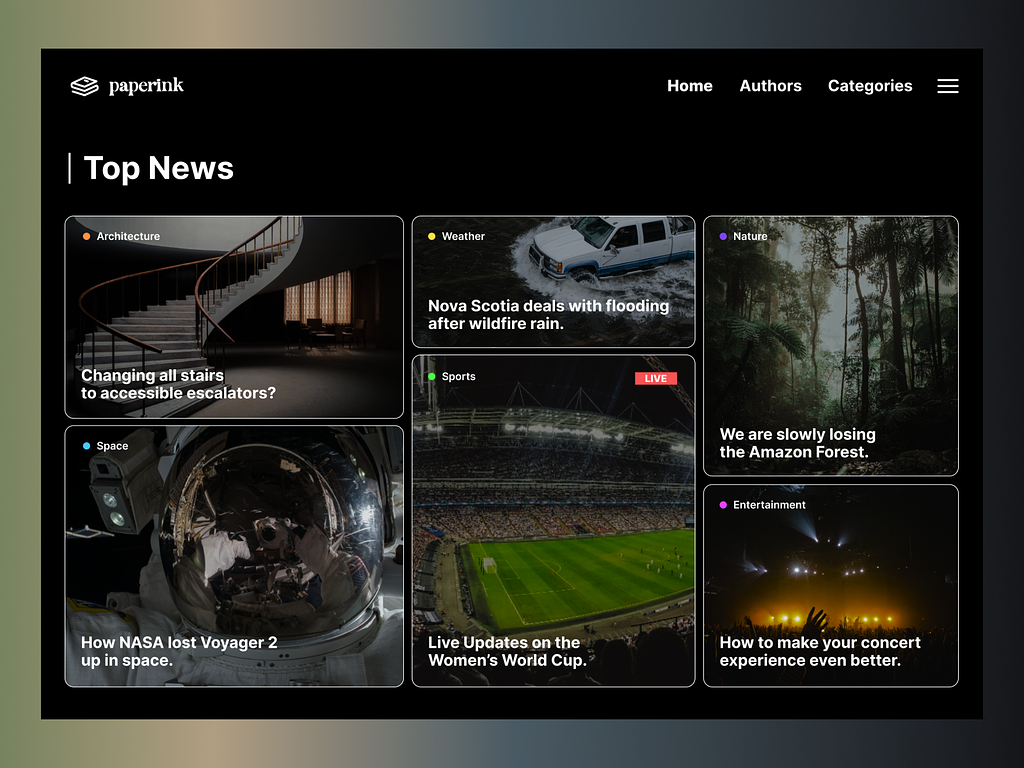 paperink
Home
Authors
Categories
Top News
Architecture
Changing all stairs
to accessible escalators?
Weather
Nova Scotia deals with flooding
after wildfire rain.
Nature
We are slowly losing
the Amazon Forest.
Space
How NASA lost Voyager 2
up in space.
Sports
LIVE
Live Updates on the
Women’s World Cup.
Entertainment
How to make your concert
experience even better.